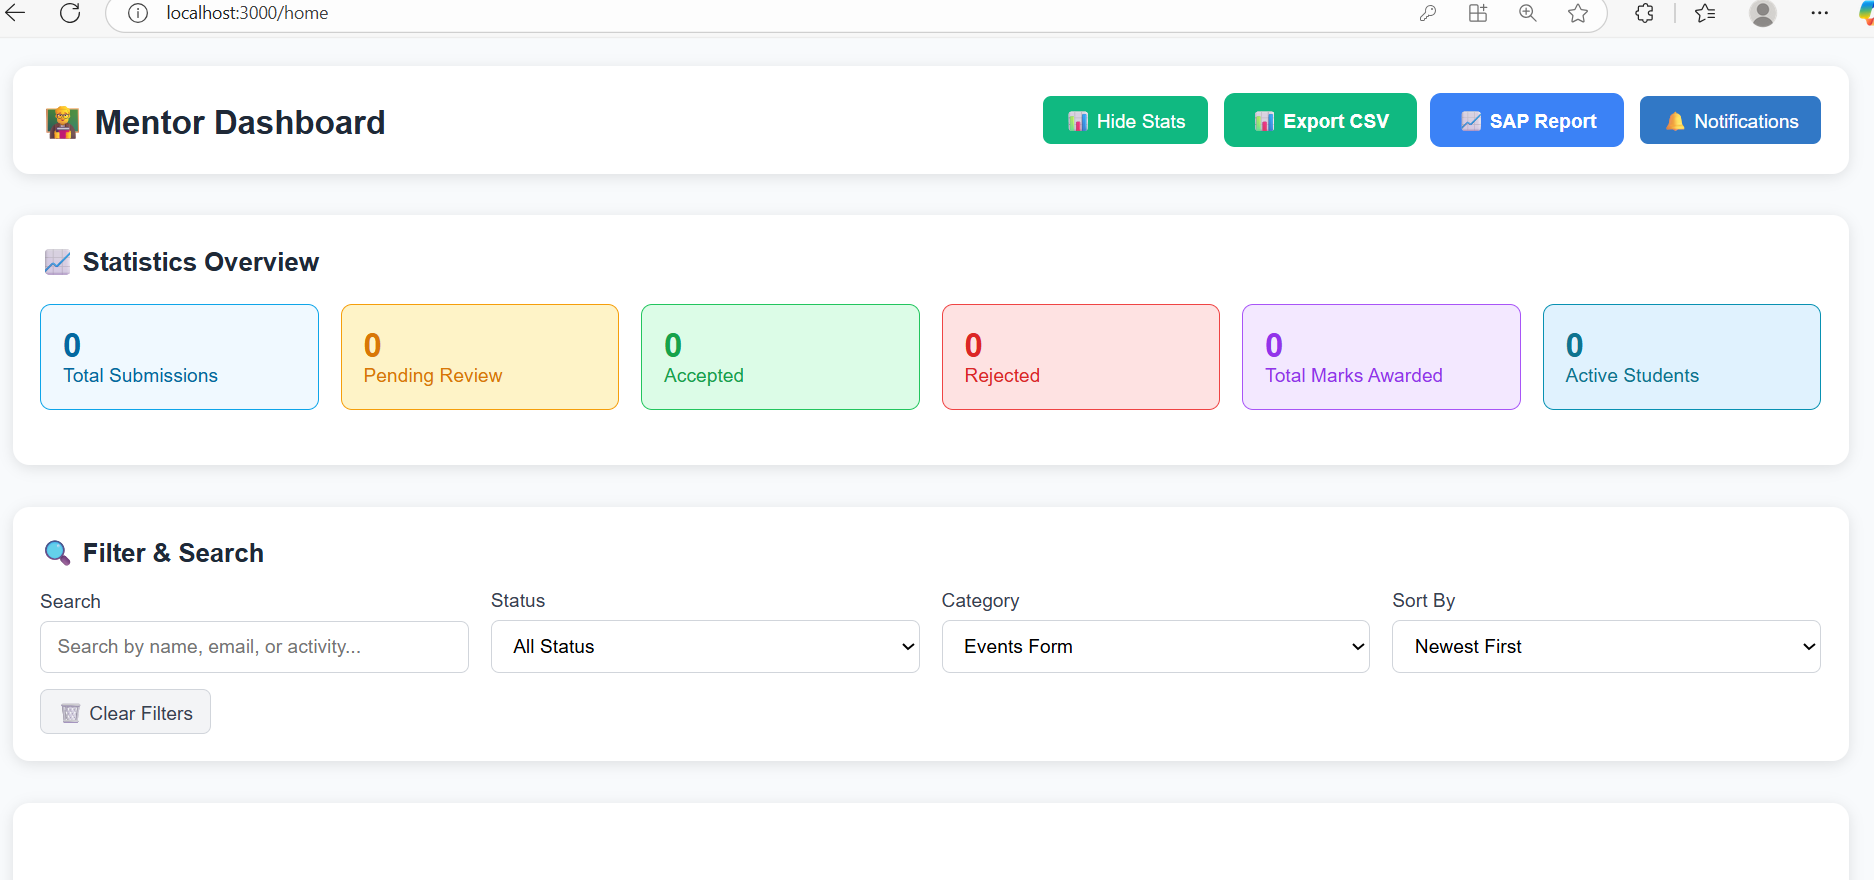 localhost:3000/home
Mentor Dashboard
Hide Stats
Export CSV
SAP Report
Notifications
Statistics Overview
0
Total Submissions
0
Pending Review
0
Accepted
0
Rejected
0
Total Marks Awarded
0
Active Students
Filter & Search
Search
Search by name, email, or activity...
Status
All Status
Category
Events Form
Sort By
Newest First
Clear Filters